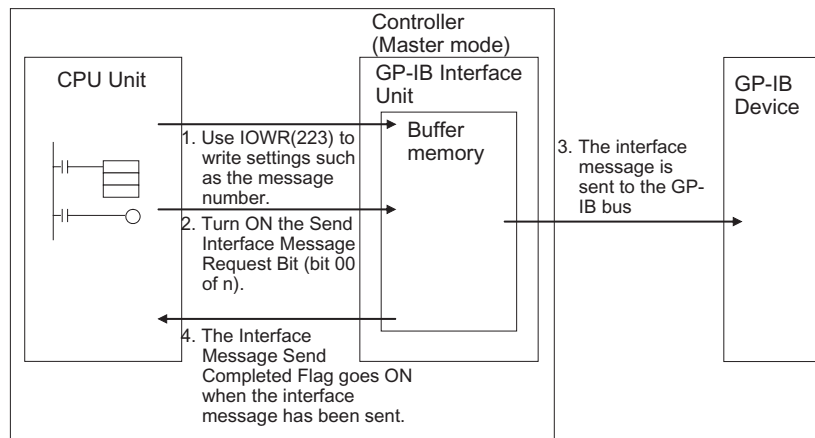 Controller
(Master mode)
CPU Unit
GP-IB Interface
Unit
GP-IB
Device
Buffer
memory
1. Use IOWR(223) to
write settings such
as the message
number.
2. Turn ON the Send
Interface Message
Request Bit (bit 00
of n).
3. The interface
message is
sent to the GP-
IB bus
4. The Interface
Message Send
Completed Flag goes ON
when the interface
message has been sent.